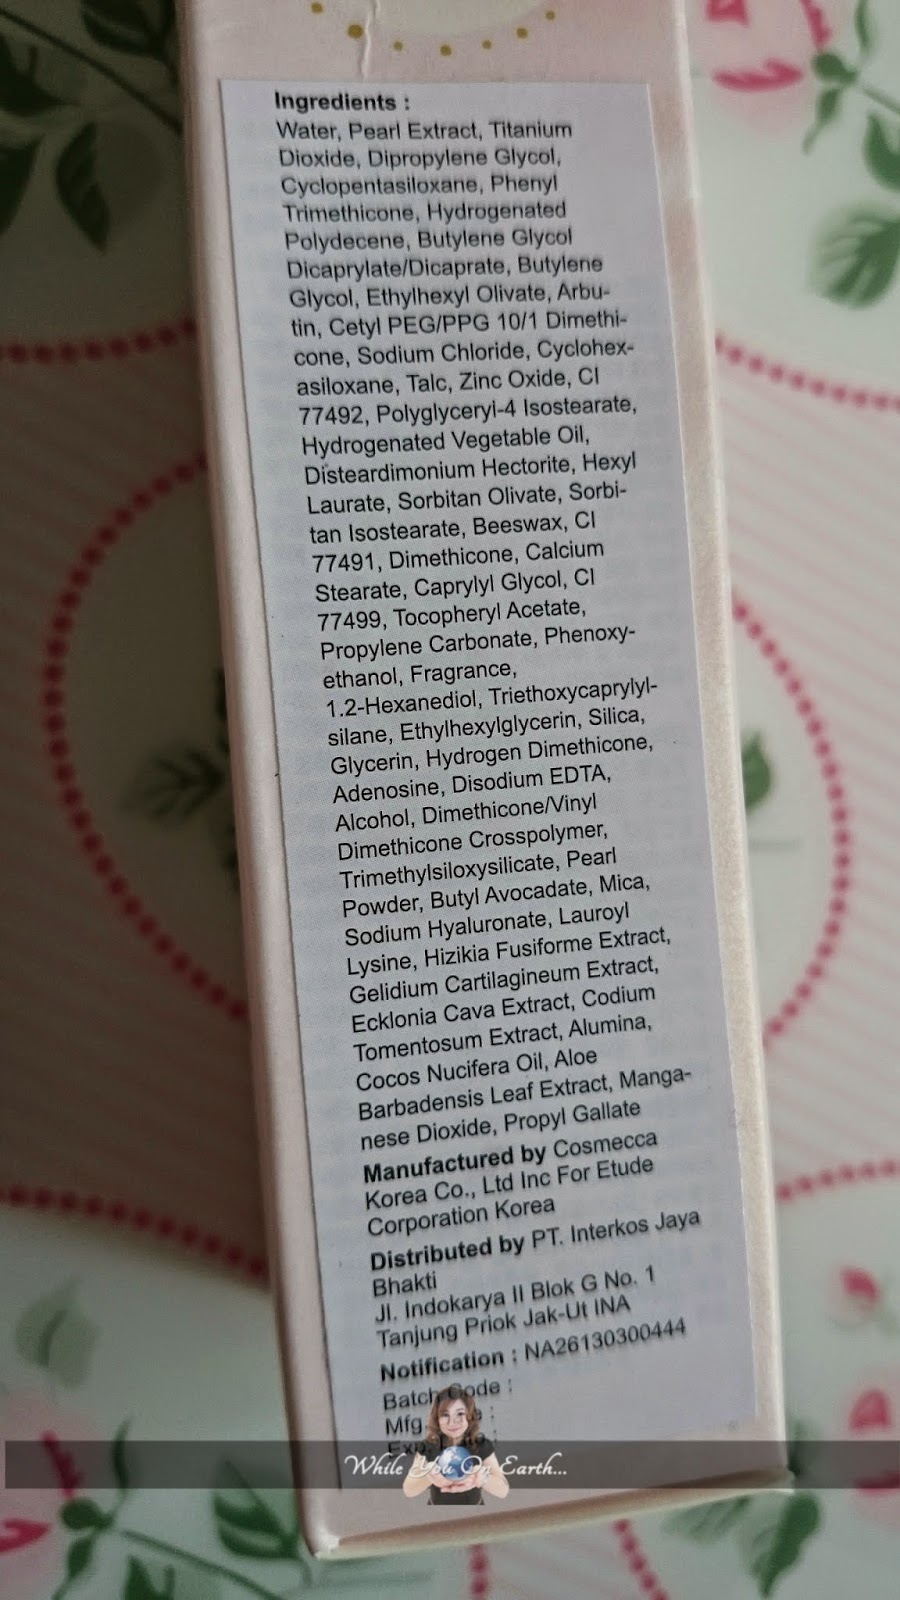 Ingredients :
Water, Pearl Extract, Titanium
Dioxide, Dipropylene Glycol,
Cyclopentasiloxane, Phenyl
Trimethicone, Hydrogenated
Polydecene, Butylene Glycol
Dicaprylate/Dicaprate, Butylene
Glycol, Ethylhexyl Olivate, Arbu-
tin, Cetyl PEG/PPG 10/1 Dimethi-
cone, Sodium Chloride, Cyclohex-
asiloxane, Talc, Zinc Oxide, CI
77492, Polyglyceryl-4 Isostearate,
Hydrogenated Vegetable Oil,
Disteardimonium Hectorite, Hexyl
Laurate, Sorbitan Olivate, Sorbi-
tan Isostearate, Beeswax, CI
77491, Dimethicone, Calcium
Stearate, Caprylyl Glycol, CI
77499, Tocopheryl Acetate,
Propylene Carbonate, Phenoxy-
ethanol, Fragrance,
1.2-Hexanediol, Triethoxycaprylyl-
silane, Ethylhexylglycerin, Silica,
Glycerin, Hydrogen Dimethicone,
Adenosine, Disodium EDTA,
Alcohol, Dimethicone/Vinyl
Dimethicone Crosspolymer,
Trimethylsiloxysilicate, Pearl
Powder, Butyl Avocadate, Mica,
Sodium Hyaluronate, Lauroyl
Lysine, Hizikia Fusiforme Extract,
Gelidium Cartilagineum Extract,
Ecklonia Cava Extract, Codium
Tomentosum Extract, Alumina,
Cocos Nucifera Oil, Aloe
Barbadensis Leaf Extract, Manga-
nese Dioxide, Propyl Gallate
Manufactured by Cosmecca
Korea Co., Ltd Inc For Etude
Corporation Korea
Distributed by PT. Interkos Jaya
Bhakti
Jl. Indokarya II Blok G No. 1
Tanjung Priok Jak-Ut INA
Notification : NA26130300444
Batch Code :
Mfg. :
While You On Earth...